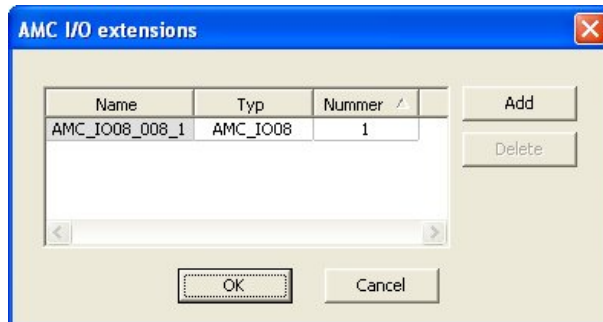 AMC I/O extensions
Name Typ Nummer
AMC_IO08_008_1 AMC_IO08 1
Add
Delete
OK Cancel